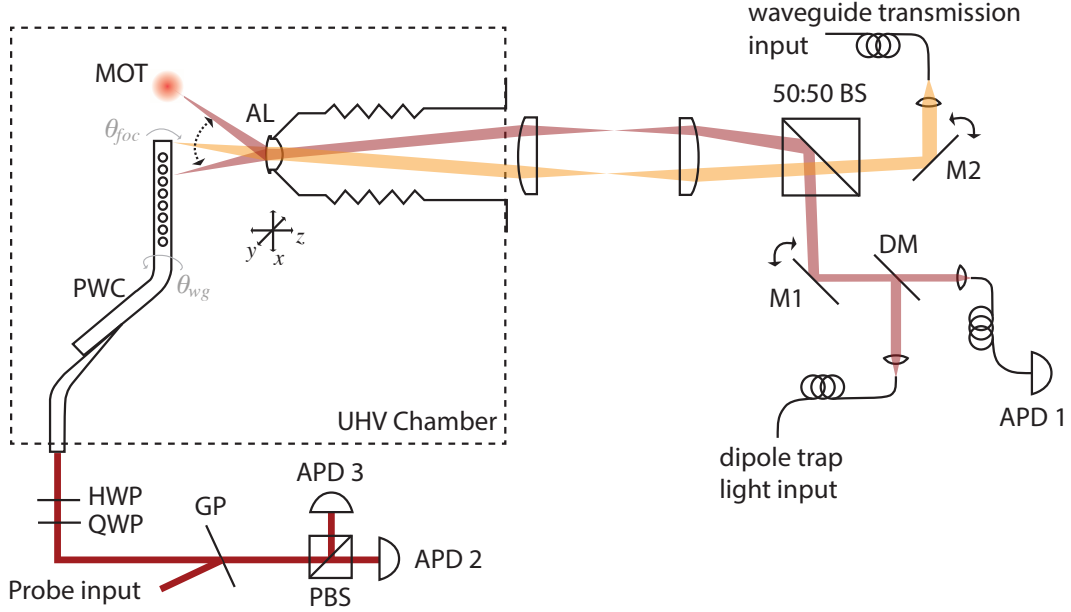 waveguide transmission
input
MOT
AL
50:50 BS
θfoc
M2
y
z
x
DM
PWC
θwg
M1
UHV Chamber
APD 1
dipole trap
light input
APD 3
HWP
GP
QWP
APD 2
Probe input
PBS